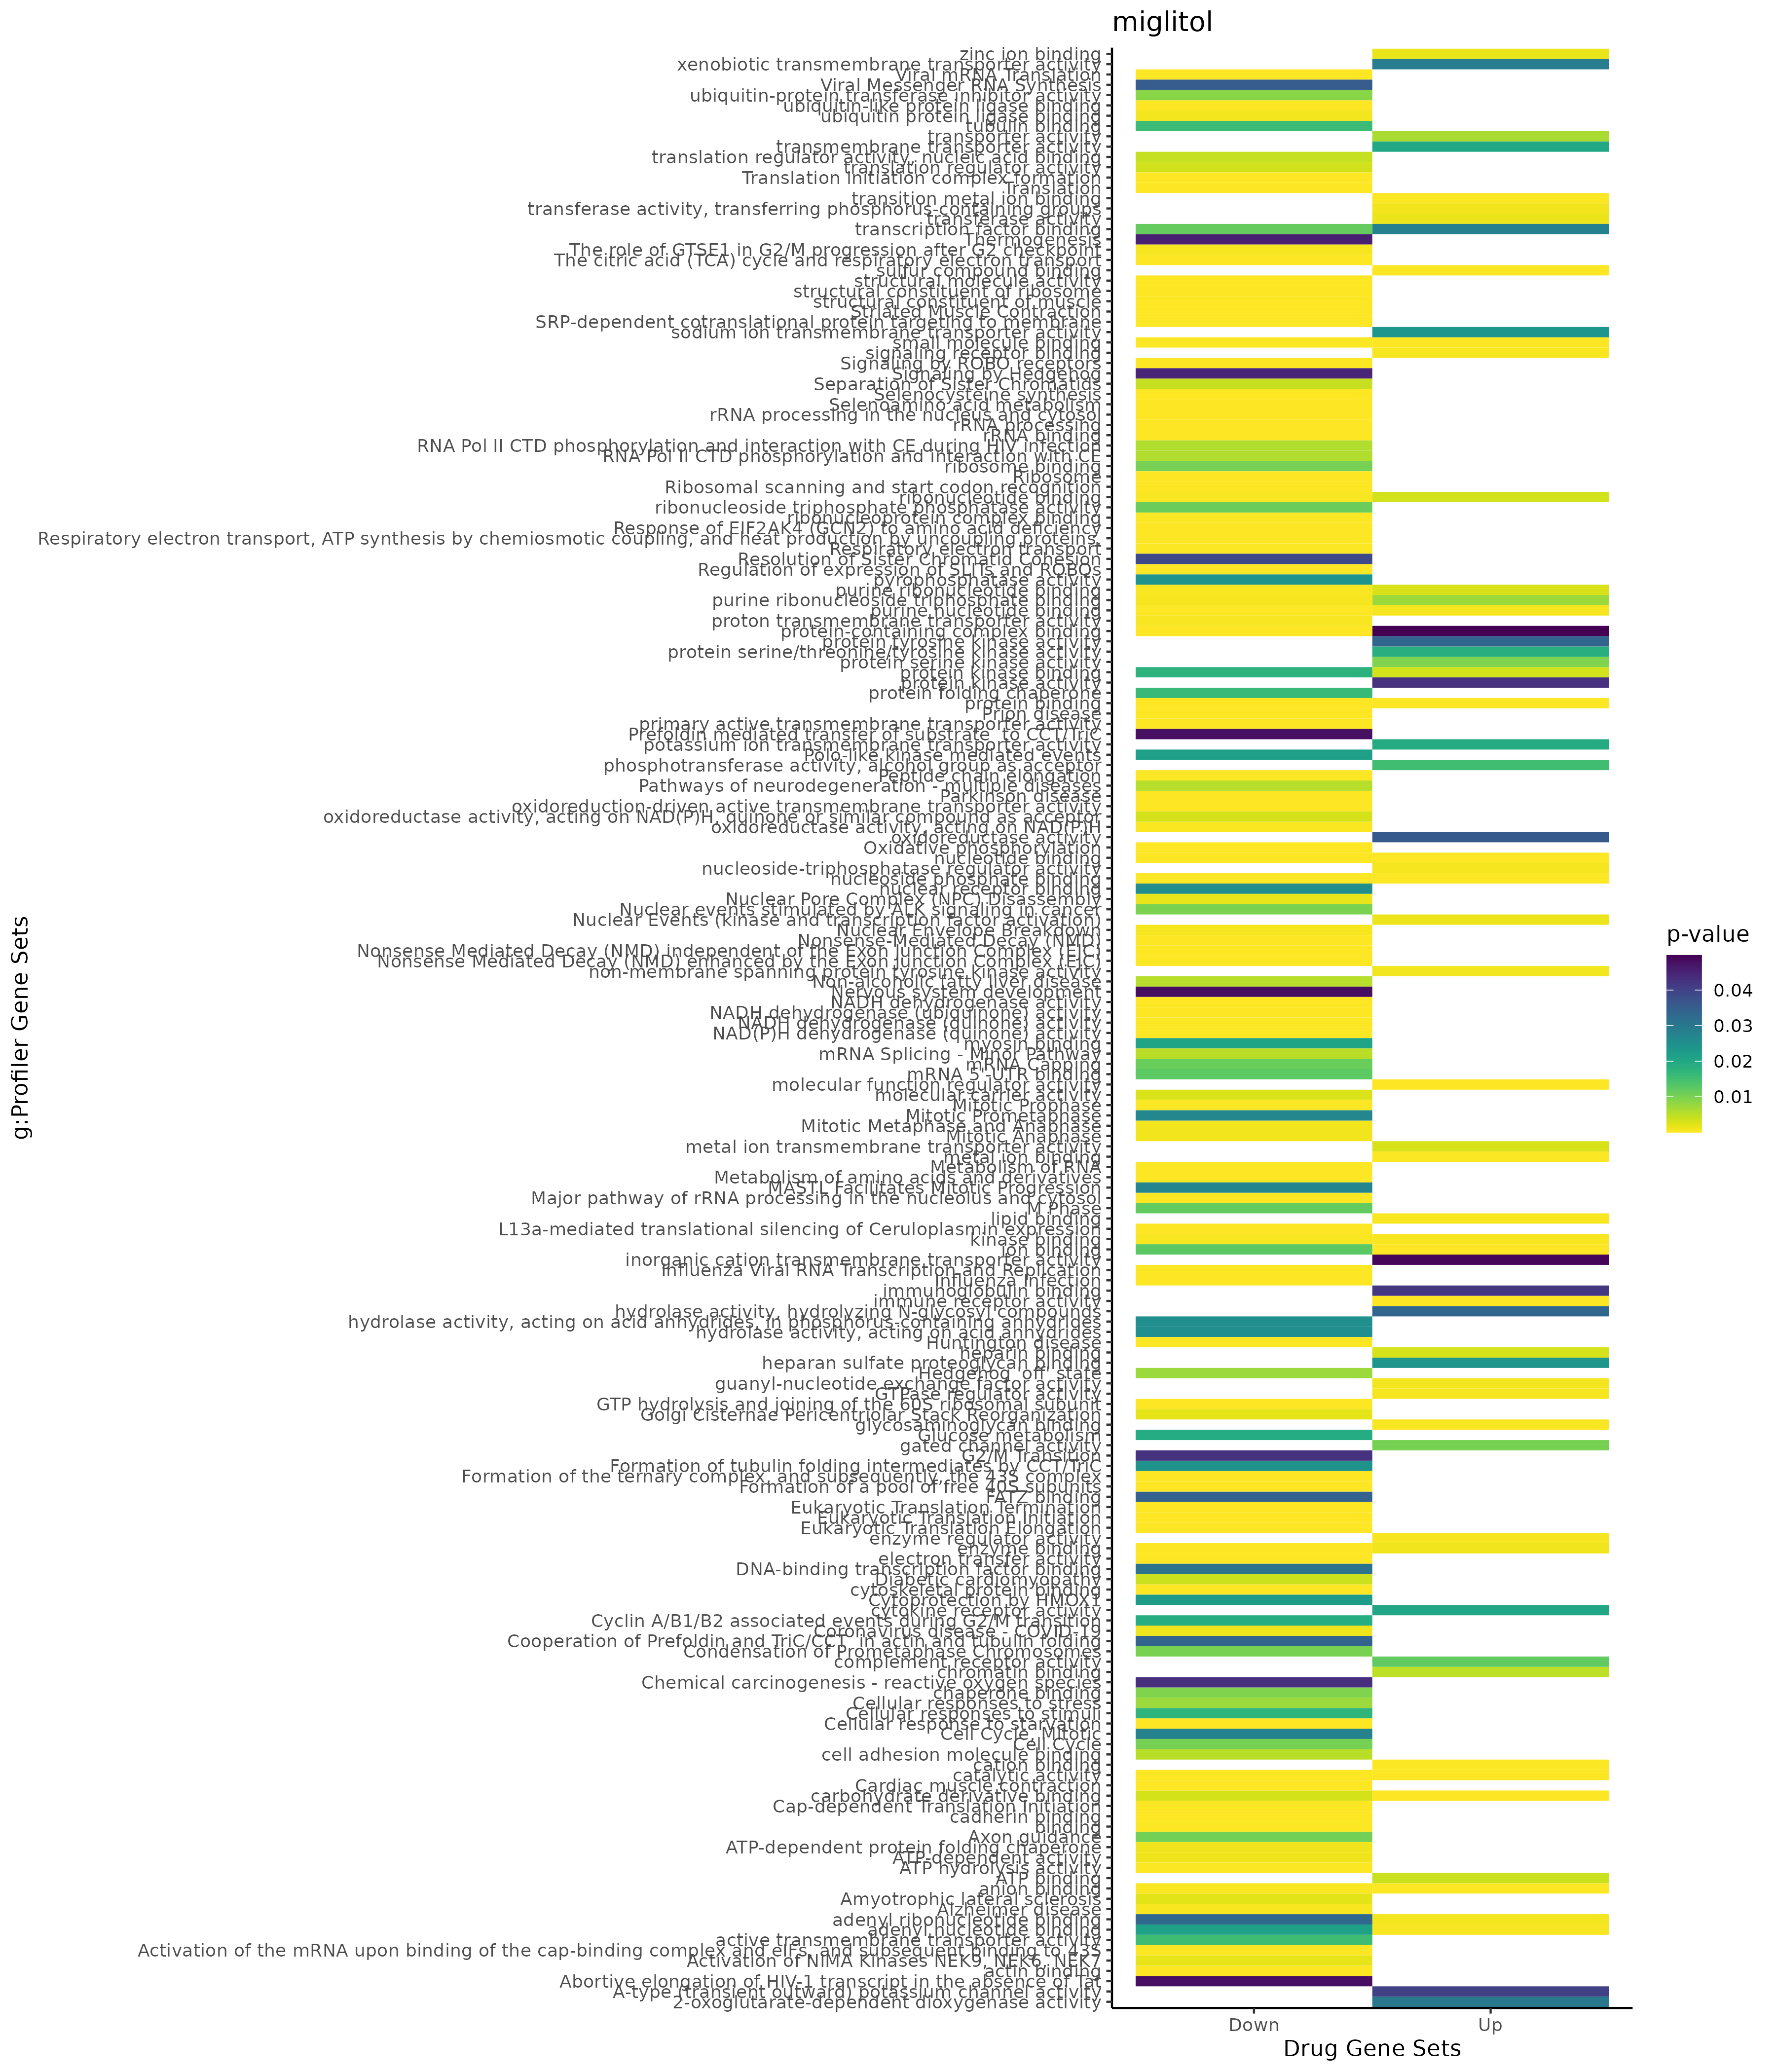 miglitol
zinc ion binding
xenobiotic transmembrane transporter activity
Viral mRNA Translation
Viral Messenger RNA Synthesis
ubiquitin-protein transferase inhibitor activity
ubiquitin-like protein ligase binding
ubiquitin protein ligase binding
tubulin binding
transporter activity
transmembrane transporter activity
translation regulator activity, nucleic acid binding
translation regulator activity
Translation initiation complex formation
Translation
transition metal ion binding
transferase activity, transferring phosphorus-containing groups
transferase activity
transcription factor binding
Thermogenesis
The role of GTSE1 in G2/M progression after G2 checkpoint
The citric acid (TCA) cycle and respiratory electron transport
sulfur compound binding
structural molecule activity
structural constituent of ribosome
structural constituent of muscle
Striated Muscle Contraction
SRP-dependent cotranslational protein targeting to membrane
sodium ion transmembrane transporter activity
small molecule binding
signaling receptor binding
Signaling by ROBO receptors
Signaling by Hedgehog
Separation of Sister Chromatids
Selenocysteine synthesis
Selenoamino acid metabolism
rRNA processing in the nucleus and cytosol
rRNA processing
rRNA binding
RNA Pol II CTD phosphorylation and interaction with CE during HIV infection
RNA Pol II CTD phosphorylation and interaction with CE
ribosome binding
Ribosome
Ribosomal scanning and start codon recognition
ribonucleotide binding
ribonucleoside triphosphate phosphatase activity
ribonucleoprotein complex binding
Response of EIF2AK4 (GCN2) to amino acid deficiency
Respiratory electron transport, ATP synthesis by chemiosmotic coupling, and heat production by uncoupling proteins.
Respiratory electron transport
Resolution of Sister Chromatid Cohesion
Regulation of expression of SLITs and ROBOs
pyrophosphatase activity
purine ribonucleotide binding
purine ribonucleoside triphosphate binding
purine nucleotide binding
proton transmembrane transporter activity
protein-containing complex binding
protein tyrosine kinase activity
protein serine/threonine/tyrosine kinase activity
protein serine kinase activity
protein kinase binding
protein kinase activity
protein folding chaperone
protein binding
Prion disease
primary active transmembrane transporter activity
Prefoldin mediated transfer of substrate  to CCT/TriC
potassium ion transmembrane transporter activity
Polo-like kinase mediated events
phosphotransferase activity, alcohol group as acceptor
Peptide chain elongation
Pathways of neurodegeneration - multiple diseases
Parkinson disease
oxidoreduction-driven active transmembrane transporter activity
oxidoreductase activity, acting on NAD(P)H, quinone or similar compound as acceptor
oxidoreductase activity, acting on NAD(P)H
oxidoreductase activity
Oxidative phosphorylation
nucleotide binding
nucleoside-triphosphatase regulator activity
nucleoside phosphate binding
nuclear receptor binding
Nuclear Pore Complex (NPC) Disassembly
Nuclear events stimulated by ALK signaling in cancer
Nuclear Events (kinase and transcription factor activation)
Nuclear Envelope Breakdown
Nonsense-Mediated Decay (NMD)
Nonsense Mediated Decay (NMD) independent of the Exon Junction Complex (EJC)
Nonsense Mediated Decay (NMD) enhanced by the Exon Junction Complex (EJC)
non-membrane spanning protein tyrosine kinase activity
Non-alcoholic fatty liver disease
Nervous system development
NADH dehydrogenase activity
NADH dehydrogenase (ubiquinone) activity
NADH dehydrogenase (quinone) activity
NAD(P)H dehydrogenase (quinone) activity
myosin binding
mRNA Splicing - Minor Pathway
mRNA Capping
mRNA 5'-UTR binding
molecular function regulator activity
molecular carrier activity
Mitotic Prophase
Mitotic Prometaphase
Mitotic Metaphase and Anaphase
Mitotic Anaphase
metal ion transmembrane transporter activity
metal ion binding
Metabolism of RNA
Metabolism of amino acids and derivatives
MASTL Facilitates Mitotic Progression
Major pathway of rRNA processing in the nucleolus and cytosol
M Phase
lipid binding
L13a-mediated translational silencing of Ceruloplasmin expression
kinase binding
ion binding
inorganic cation transmembrane transporter activity
Influenza Viral RNA Transcription and Replication
Influenza Infection
immunoglobulin binding
immune receptor activity
hydrolase activity, hydrolyzing N-glycosyl compounds
hydrolase activity, acting on acid anhydrides, in phosphorus-containing anhydrides
hydrolase activity, acting on acid anhydrides
Huntington disease
heparin binding
heparan sulfate proteoglycan binding
Hedgehog 'off' state
guanyl-nucleotide exchange factor activity
GTPase regulator activity
GTP hydrolysis and joining of the 60S ribosomal subunit
Golgi Cisternae Pericentriolar Stack Reorganization
glycosaminoglycan binding
Glucose metabolism
gated channel activity
G2/M Transition
Formation of tubulin folding intermediates by CCT/TriC
Formation of the ternary complex, and subsequently, the 43S complex
Formation of a pool of free 40S subunits
FATZ binding
Eukaryotic Translation Termination
Eukaryotic Translation Initiation
Eukaryotic Translation Elongation
enzyme regulator activity
enzyme binding
electron transfer activity
DNA-binding transcription factor binding
Diabetic cardiomyopathy
cytoskeletal protein binding
Cytoprotection by HMOX1
cytokine receptor activity
Cyclin A/B1/B2 associated events during G2/M transition
Coronavirus disease - COVID-19
Cooperation of Prefoldin and TriC/CCT  in actin and tubulin folding
Condensation of Prometaphase Chromosomes
complement receptor activity
chromatin binding
Chemical carcinogenesis - reactive oxygen species
chaperone binding
Cellular responses to stress
Cellular responses to stimuli
Cellular response to starvation
Cell Cycle, Mitotic
Cell Cycle
cell adhesion molecule binding
cation binding
catalytic activity
Cardiac muscle contraction
carbohydrate derivative binding
Cap-dependent Translation Initiation
cadherin binding
binding
Axon guidance
ATP-dependent protein folding chaperone
ATP-dependent activity
ATP hydrolysis activity
ATP binding
anion binding
Amyotrophic lateral sclerosis
Alzheimer disease
adenyl ribonucleotide binding
adenyl nucleotide binding
active transmembrane transporter activity
Activation of the mRNA upon binding of the cap-binding complex and eIFs, and subsequent binding to 43S
Activation of NIMA Kinases NEK9, NEK6, NEK7
actin binding
Abortive elongation of HIV-1 transcript in the absence of Tat
A-type (transient outward) potassium channel activity
2-oxoglutarate-dependent dioxygenase activity
Down
Up
Drug Gene Sets
g:Profiler Gene Sets
p-value
0.04
0.03
0.02
0.01